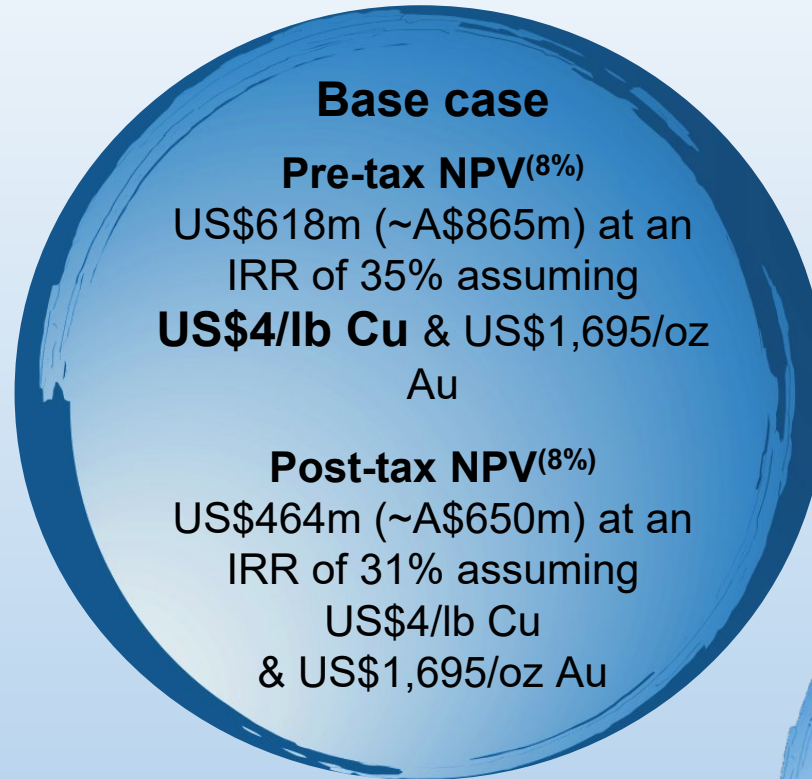 Base case
Pre-tax NPV(8%)
US$618m (~A$865m) at an
IRR of 35% assuming
US$4/lb Cu & US$1,695/oz
Au
Post-tax NPV(8%)
US$464m (~A$650m) at an
IRR of 31% assuming
US$4/lb Cu
& US$1,695/oz Au